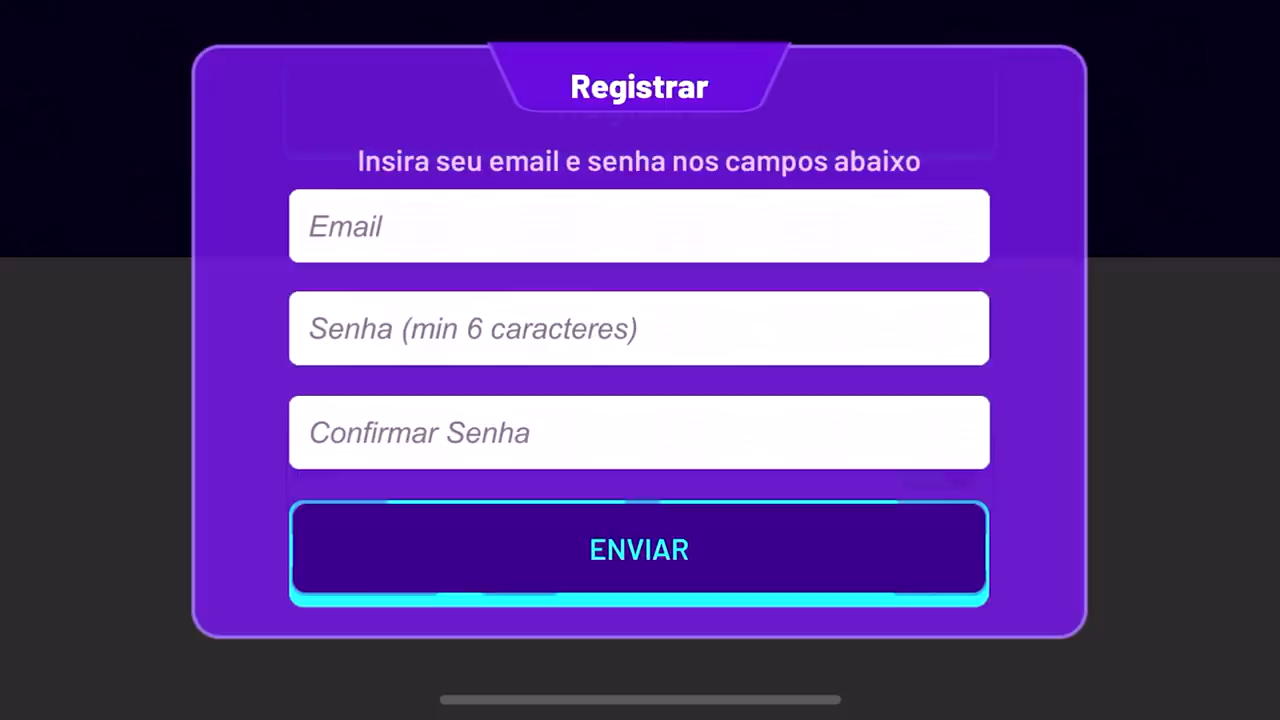 Registrar
Insira seu email e senha nos campos abaixo
Email
Senha (min 6 caracteres)
Confirmar Senha
ENVIAR